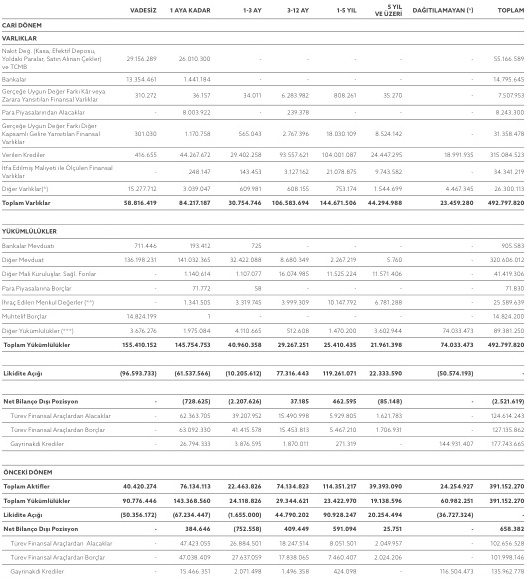 VADESİZ 1 AYA KADAR 1-3 AY 3-12 AY 1-5 YIL 5 YIL VE ÜZERİ DAĞITILAMAYAN (*) TOPLAM
CARİ DÖNEM
VARLIKLAR
Nakit Değ. (Kasa, Efektif Deposu, Yoldaki Paralar, Satın Alınan Çekler) ve TCMB 29.156.289 26.010.300 - - - - - 55.166.589
Bankalar 13.354.461 1.441.184 - - - - - 14.795.645
Gerçeğe Uygun Değer Farkı Kâr veya Zarara Yansıtılan Finansal Varlıklar 310.272 36.157 34.011 6.283.982 808.261 35.270 - 7.507.953
Para Piyasalarından Alacaklar - 8.003.922 - 239.378 - - - 8.243.300
Gerçeğe Uygun Değer Farkı Diğer Kapsamlı Gelire Yansıtılan Finansal Varlıklar 301.030 1.170.758 565.043 2.767.396 18.030.109 8.524.142 - 31.358.478
Verilen Krediler 416.655 44.267.672 29.402.258 93.557.621 104.001.087 24.447.295 18.991.935 315.084.523
İtfa Edilmiş Maliyeti ile Ölçülen Finansal Varlıklar - 248.147 143.453 3.127.162 21.078.875 9.743.582 - 34.341.219
Diğer Varlıklar(*) 15.277.712 3.039.047 609.981 608.155 753.174 1.544.699 4.467.345 26.300.113
Toplam Varlıklar 58.816.419 84.217.187 30.754.746 106.583.694 144.671.506 44.294.988 23.459.280 492.797.820
YÜKÜMLÜLÜKLER
Bankalar Mevduatı 711.446 193.412 725 - - - - 905.583
Diğer Mevduat 136.198.231 141.032.365 32.422.088 8.680.349 2.267.219 5.760 - 320.606.012
Diğer Mali Kuruluşlar. Sağl. Fonlar - 1.140.614 1.107.077 16.074.985 11.525.224 11.571.406 - 41.419.306
Para Piyasalarına Borçlar - 71.772 58 - - - - 71.830
İhraç Edilen Menkul Değerler (**) - 1.341.505 3.319.745 3.999.309 10.147.792 6.781.288 - 25.589.639
Muhtelif Borçlar 14.824.199 1 - - - - - 14.824.200
Diğer Yükümlülükler (***) 3.676.276 1.975.084 4.110.665 512.608 1.470.200 3.602.944 74.033.473 89.381.250
Toplam Yükümlülükler 155.410.152 145.754.753 40.960.358 29.267.251 25.410.435 21.961.398 74.033.473 492.797.820
Likidite Açığı (96.593.733) (61.537.566) (10.205.612) 77.316.443 119.261.071 22.333.590 (50.574.193) -
Net Bilanço Dışı Pozisyon - (728.625) (2.207.626) 37.185 462.595 (85.148) - (2.521.619)
Türev Finansal Araçlardan Alacaklar - 62.363.705 39.207.952 15.490.998 5.929.805 1.621.783 - 124.614.243
Türev Finansal Araçlardan Borçlar - 63.092.330 41.415.578 15.453.813 5.467.210 1.706.931 - 127.135.862
Gayrinakdi Krediler - 26.794.333 3.876.595 1.870.011 271.319 - 144.931.407 177.743.665
ÖNCEKİ DÖNEM
Toplam Aktifler 40.420.274 76.134.113 22.463.826 74.134.823 114.351.217 39.393.090 24.254.927 391.152.270
Toplam Yükümlülükler 90.776.446 143.368.560 24.118.826 29.344.621 23.422.970 19.138.596 60.982.251 391.152.270
Likidite Açığı (50.356.172) (67.234.447) (1.655.000) 44.790.202 90.928.247 20.254.494 (36.727.324) -
Net Bilanço Dışı Pozisyon - 384.646 (752.558) 409.449 591.094 25.751 - 658.382
Türev Finansal Araçlardan Alacaklar - 47.423.055 26.884.501 18.247.514 8.051.501 2.049.957 - 102.656.528
Türev Finansal Araçlardan Borçlar - 47.038.409 27.637.059 17.838.065 7.460.407 2.024.206 - 101.998.146
Gayrinakdi Krediler - 15.466.351 2.071.498 1.496.358 424.098 - 116.504.473 135.962.778